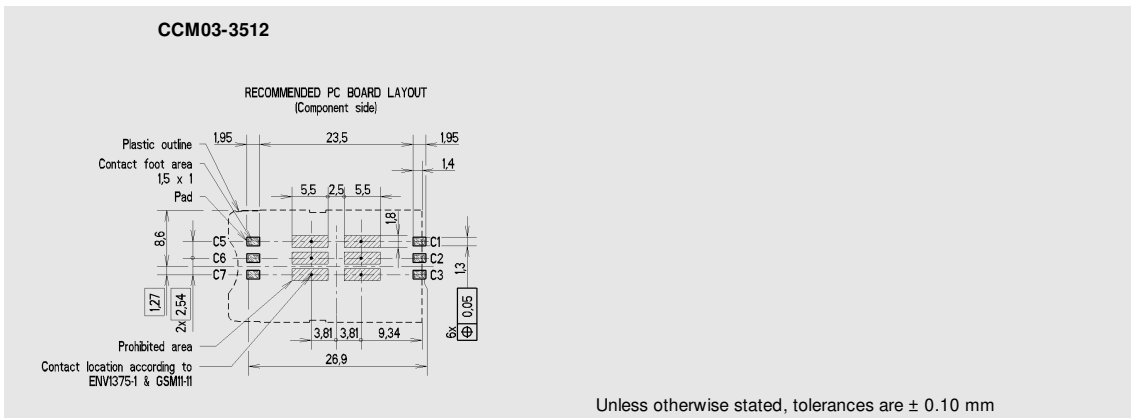 CCM03-3512
RECOMMENDED PC BOARD LAYOUT
(Component side)
Plastic outline
Contact foot area
1,5 x 1
Pad
1,95
23,5
1,95
1,4
5,5
2,5
5,5
1,8
8,6
C5
C6
C7
C1
C2
C3
1,3
1,27
2x 2,54
6x
0,05
3,81
3,81
9,34
26,9
Prohibited area
Contact location according to
ENV1375-1 & GSM11-11
Unless otherwise stated, tolerances are ± 0.10 mm